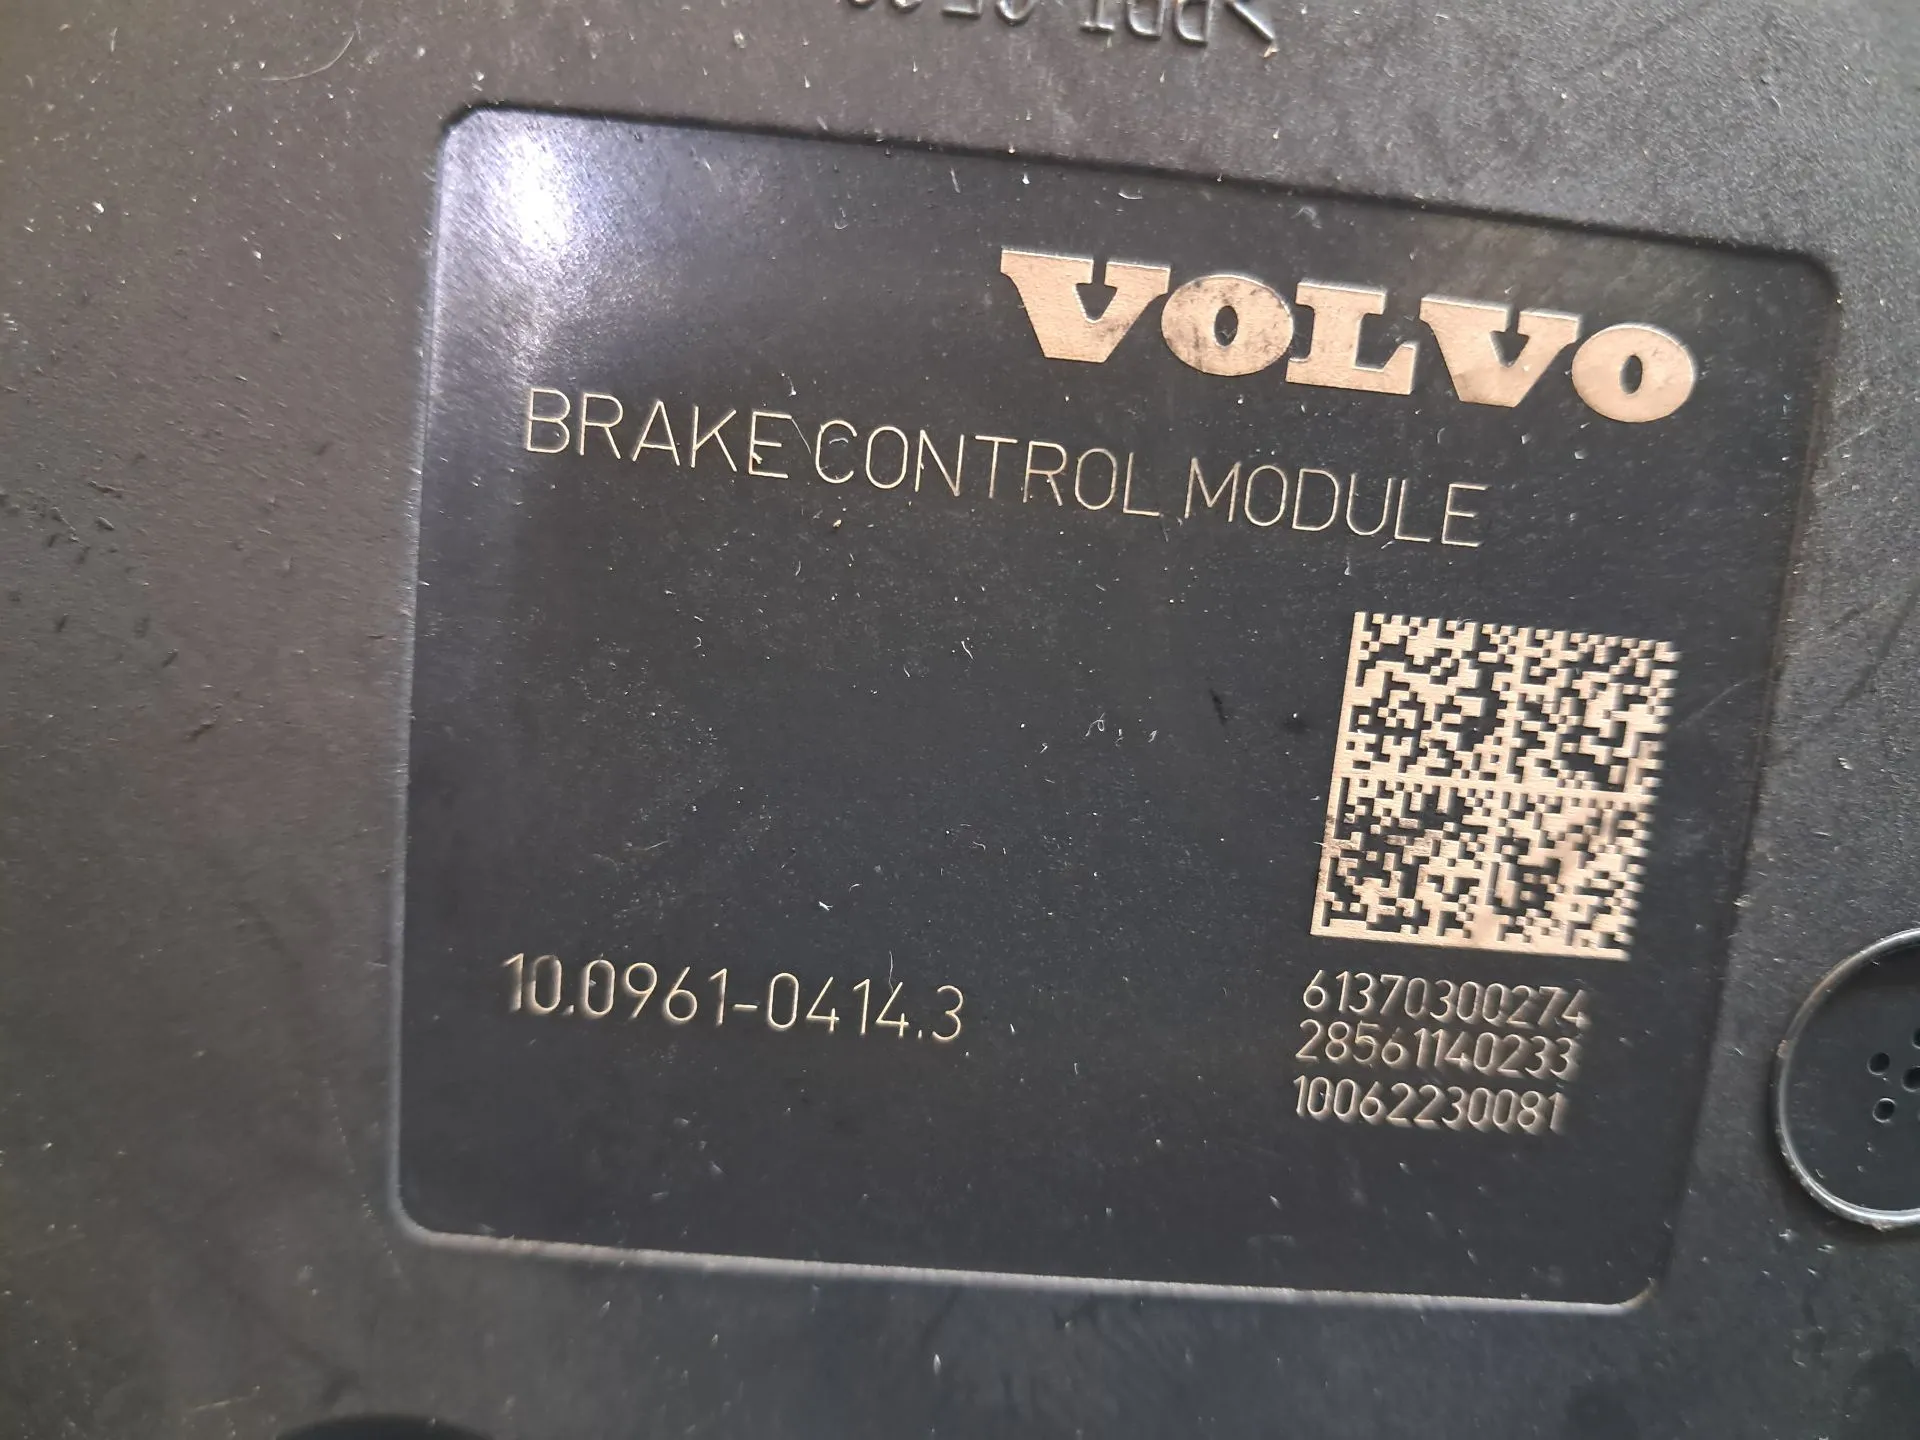 VOLVO
BRAKE CONTROL MODULE
10.0961-0414.3
61370300274
28561140233
10062230081